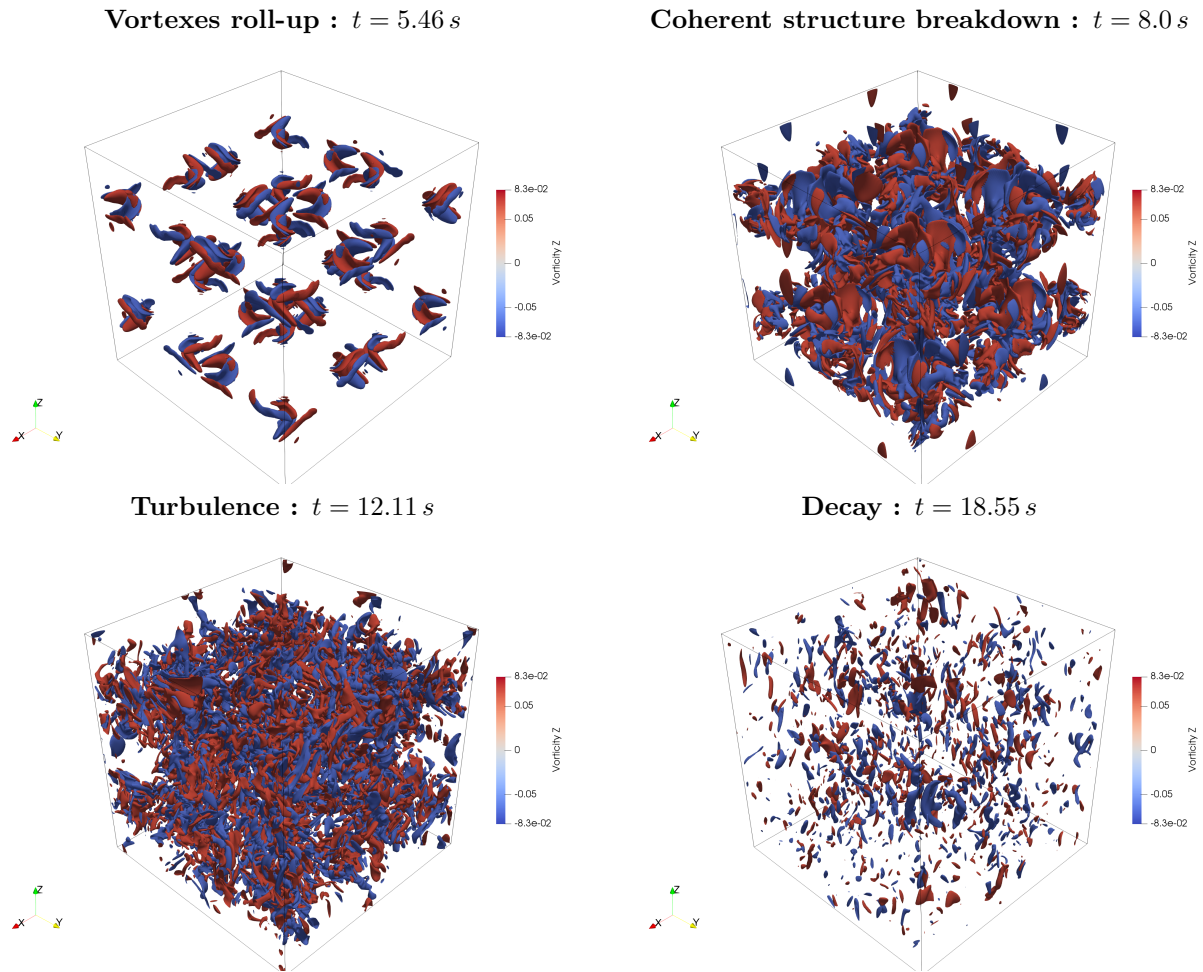 Vortexes roll-up : t = 5.46 s
8.3e-02
0.05
0
-0.05
-8.3e-02
Vorticity Z
Z
X
Y
Coherent structure breakdown : t = 8.0 s
8.3e-02
0.05
0
-0.05
-8.3e-02
Vorticity Z
Z
X
Y
Turbulence : t = 12.11 s
8.3e-02
0.05
0
-0.05
-8.3e-02
Vorticity Z
Z
X
Y
Decay : t = 18.55 s
8.3e-02
0.05
0
-0.05
-8.3e-02
Vorticity Z
Z
X
Y